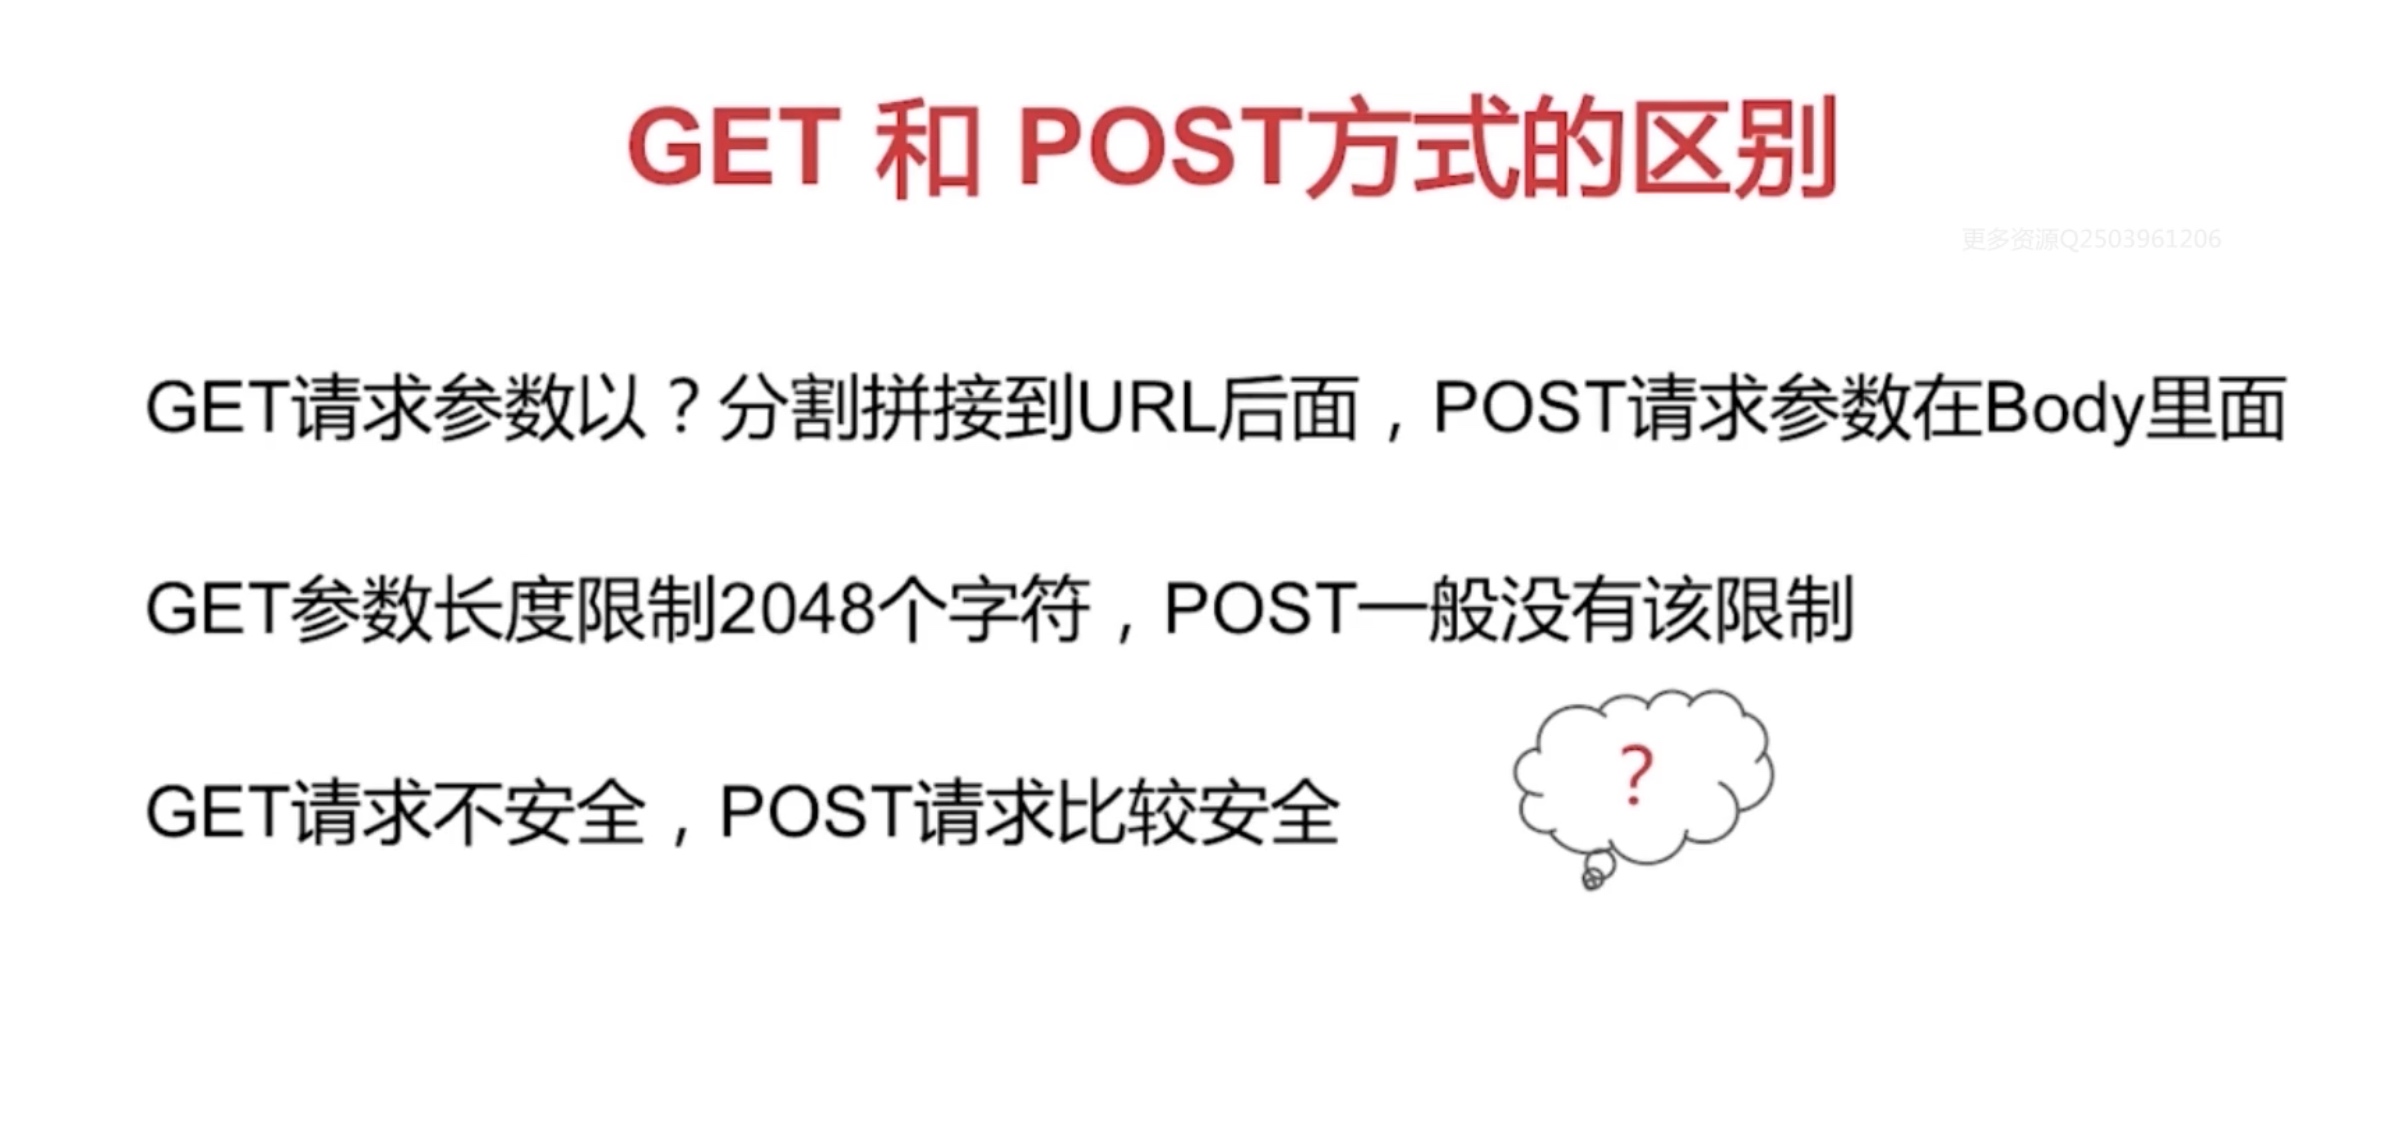 GET 和 POST方式的区别
更多资源Q2503961206
GET请求参数以？分割拼接到URL后面，POST请求参数在Body里面
GET参数长度限制2048个字符，POST一般没有该限制
GET请求不安全，POST请求比较安全
？